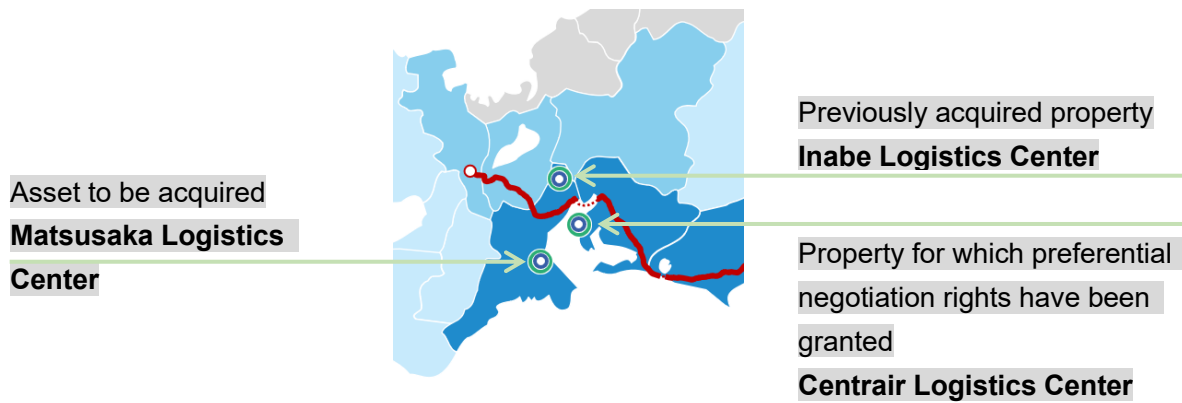 Asset to be acquired
Matsusaka Logistics
Center
Previously acquired property
Inabe Logistics Center
Property for which preferential
negotiation rights have been
granted
Centrair Logistics Center